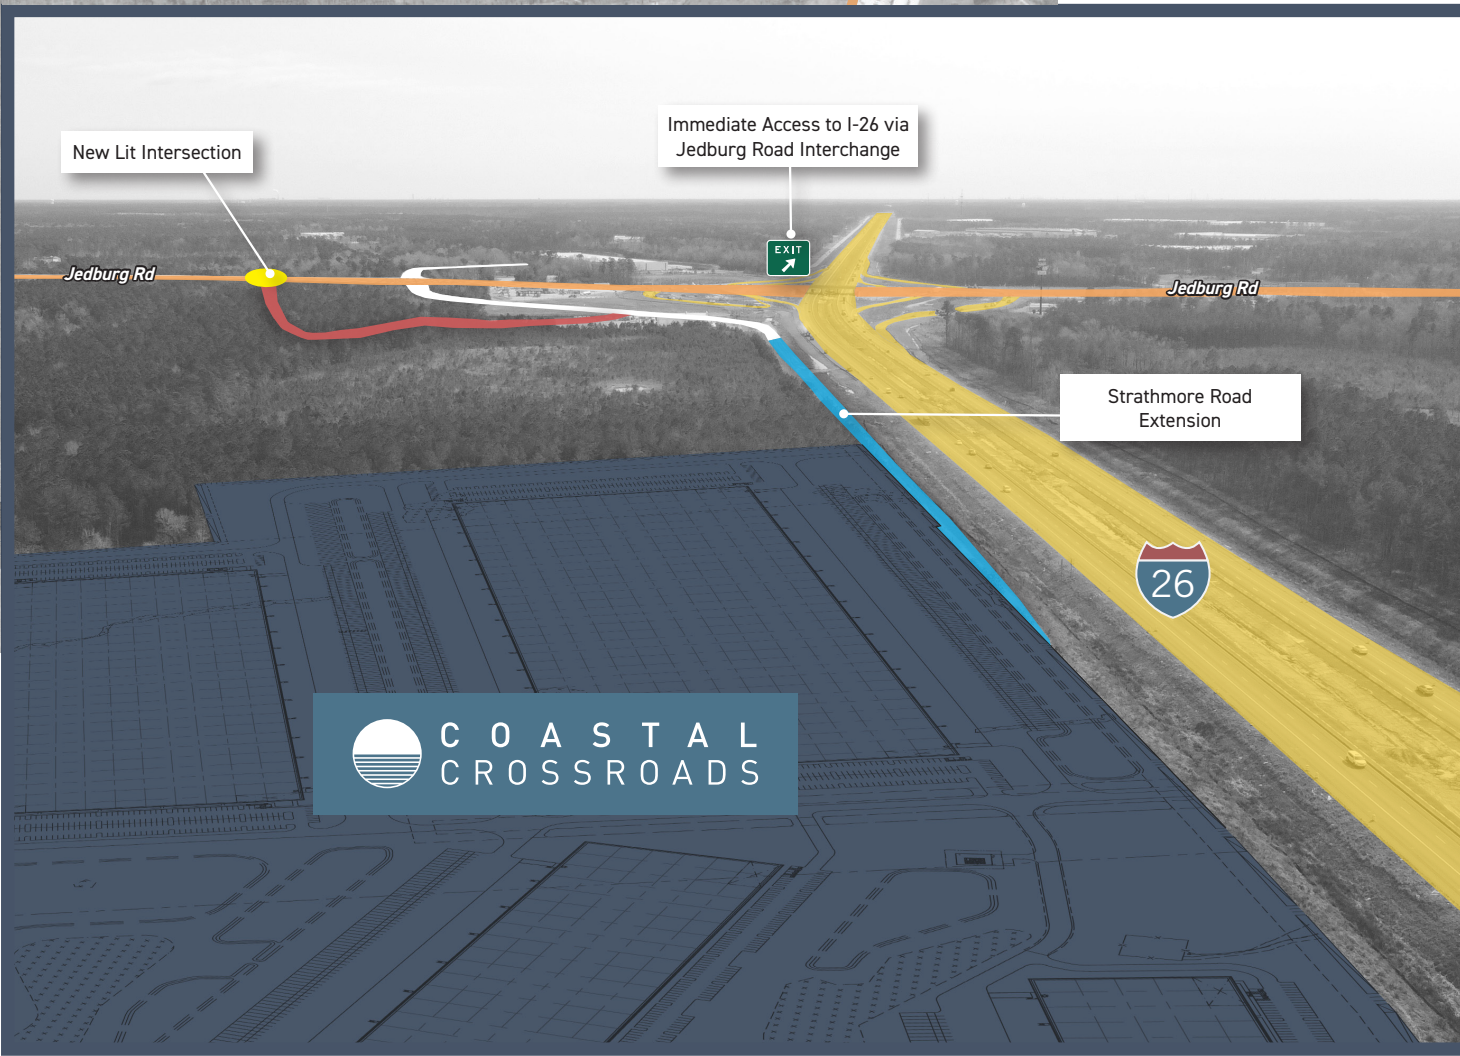 New Lit Intersection
Immediate Access to I-26 via
Jedburg Road Interchange
EXIT
Jedburg Rd
Jedburg Rd
Strathmore Road
Extension
26
COASTAL
CROSSROADS